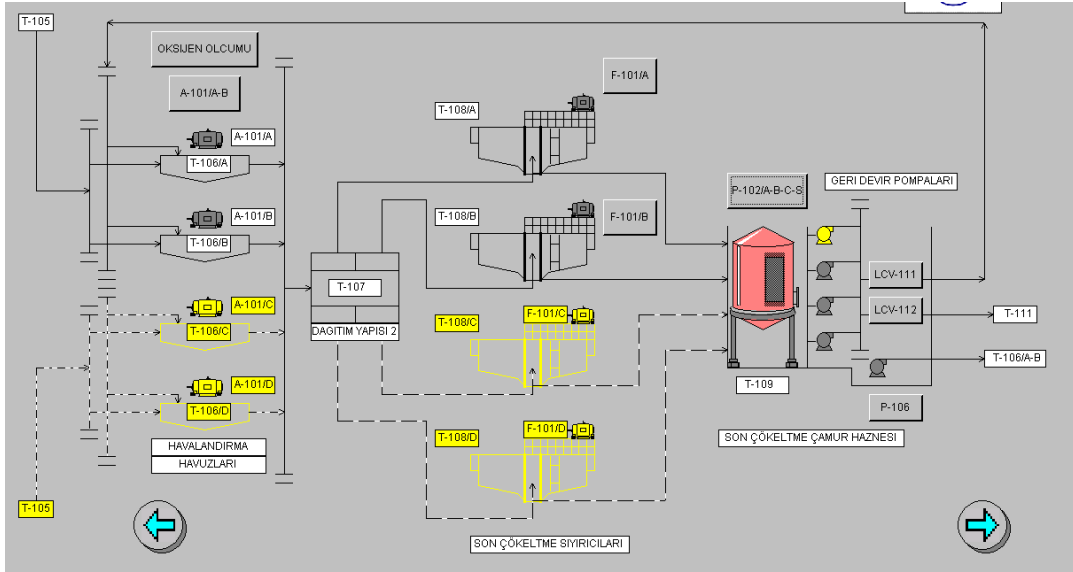 T-105
OKSIJEN OLCUMU
A-101/A-B
A-101/A
T-106/A
A-101/B
T-106/B
A-101/C
T-106/C
A-101/D
T-106/D
HAVALANDIRMA
HAVUZLARI
T-105
T-107
DAGITIM YAPISI 2
T-108/A
F-101/A
T-108/B
F-101/B
T-108/C
F-101/C
T-108/D
F-101/D
SON ÇÖKELTME SIYIRICILARI
P-102/A-B-C-S
GERI DEVIR POMPALARI
LCV-111
LCV-112
T-111
T-106/A-B
T-109
P-106
SON ÇÖKELTME ÇAMUR HAZNESI